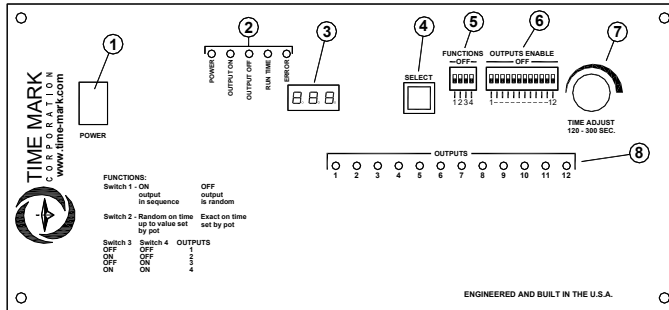 1
2
3
4
5
6
7
8
TIME MARK
CORPORATION
www.time-mark.com
POWER
POWER
OUTPUT ON
OUTPUT OFF
RUN TIME
ERROR
8.8.8
SELECT
FUNCTIONS
OFF
1234
OUTPUTS ENABLE
OFF
1------------12
TIME ADJUST
120 - 300 SEC.
OUTPUTS
1 2 3 4 5 6 7 8 9 10 11 12
FUNCTIONS:
Switch 1 - ON OFF
output output
in sequence is random
Switch 2 - Random on time Exact on time
up to value set set by pot
by pot
Switch 3 Switch 4 OUTPUTS
OFF OFF 1
ON OFF 2
OFF ON 3
ON ON 4
ENGINEERED AND BUILT IN THE U.S.A.